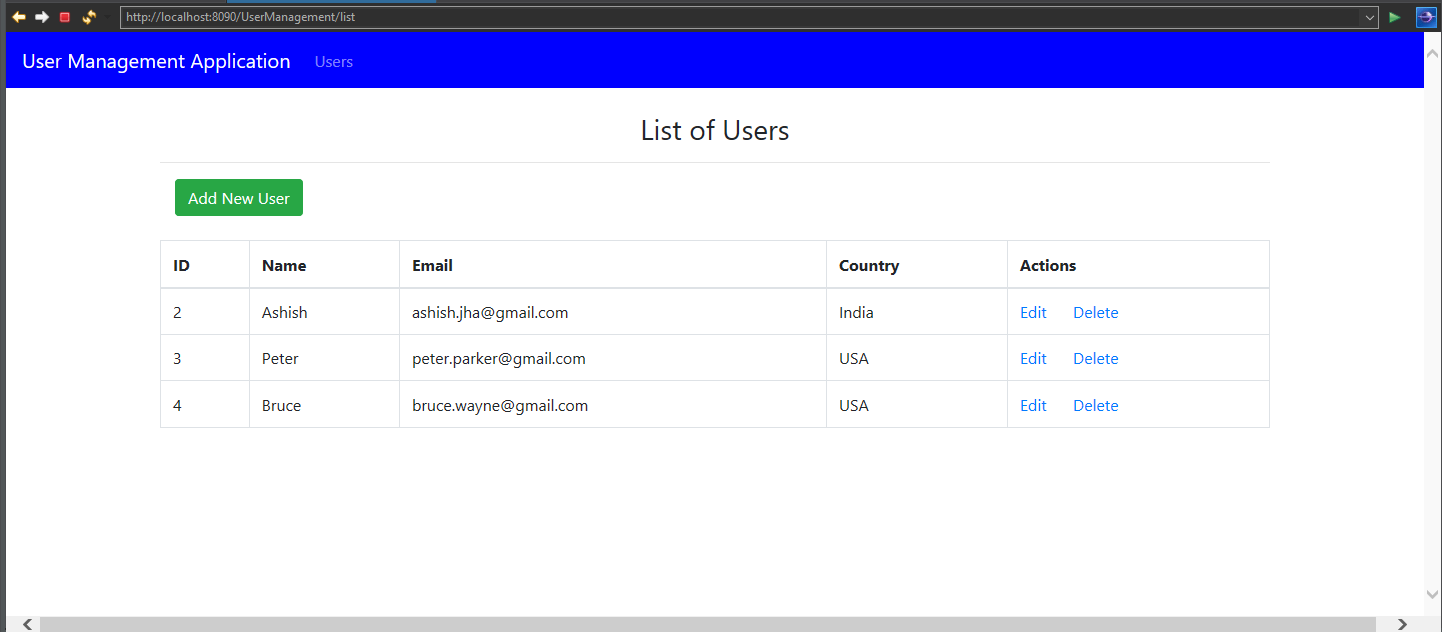 http://localhost:8090/UserManagement/list
User Management Application Users
List of Users
Add New User
ID Name Email Country Actions
2 Ashish ashish.jha@gmail.com India Edit Delete
3 Peter peter.parker@gmail.com USA Edit Delete
4 Bruce bruce.wayne@gmail.com USA Edit Delete